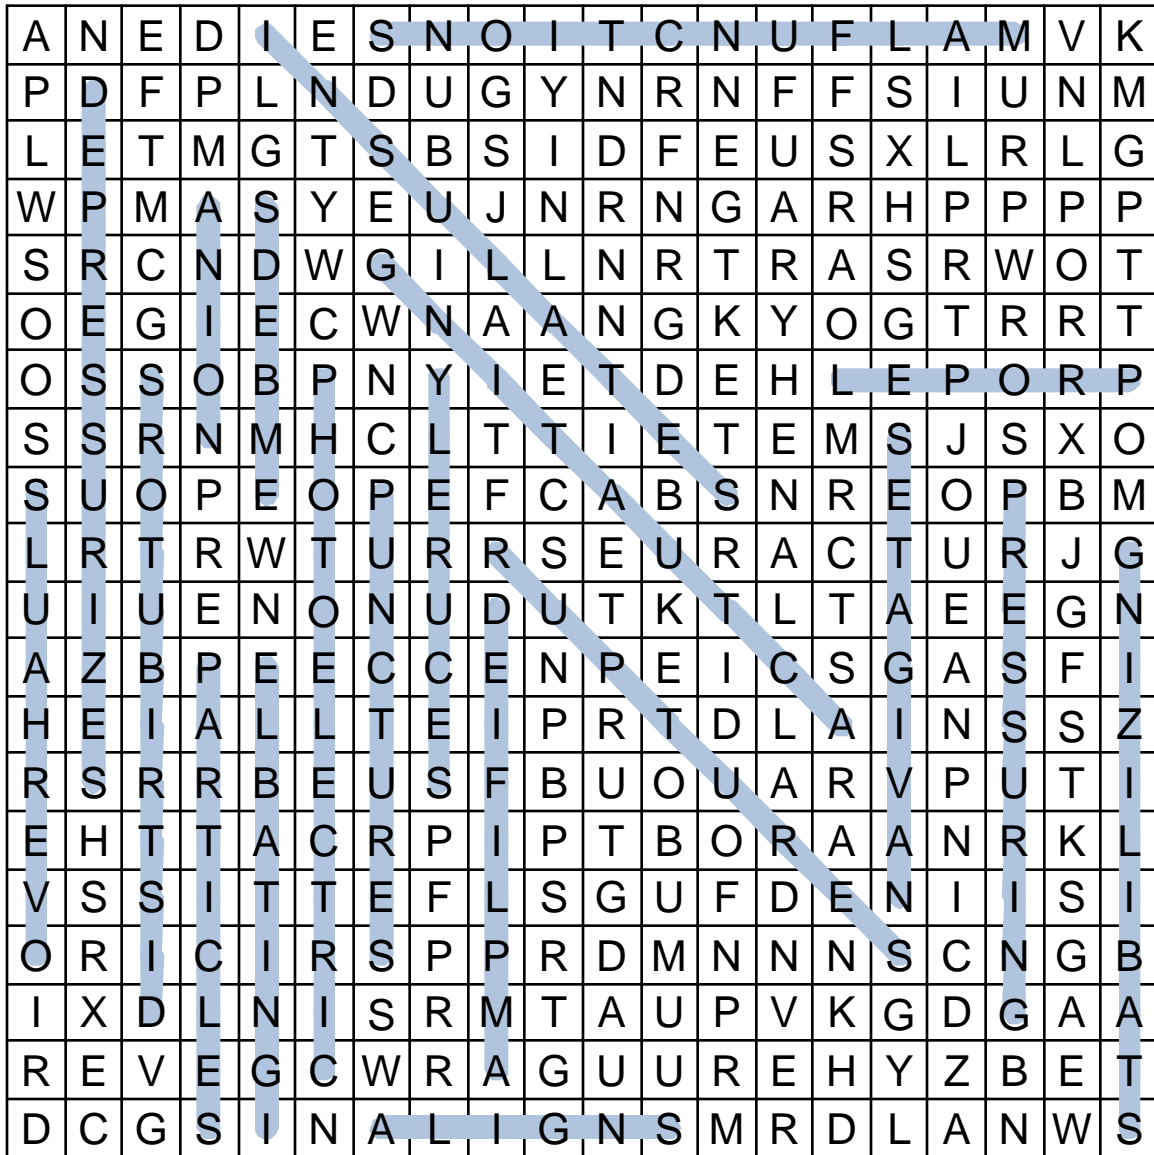 A N E D I E S N O I T C N U F L A M V K
P D F P L N D U G Y N R N F F S I U N M
L E T M G T S B S I D F E U S X L R L G
W P M A S Y E U J N R N G A R H P P P P
S R C N D W G I L L N R T R A S R W O T
O E G I E C W N A A N G K Y O G T R R T
O S S O B P N Y I E T D E H L E P O R P
S S R N M H C L T T I E T E M S J S X O
S U O P E O P E F C A B S N R E O P B M
L R T R W T U R R S E U R A C T U R J G
U I U E N O N U D U T K T L T A E E G N
A Z B P E E C C E N P E I C S G A S F I
H E I A L L T E I P R T D L A I N S S Z
R S R R B E U S F B U O U A R V P U T I
E H T T A C R P I P T B O R A A N R K L
V S S I T T E F L S G U F D E N I I S I
O R I C I R S P P R D M N N N S C N G B
I X D L N I S R M T A U P V K G D G A A
R E V E G C W R A G U U R E H Y Z B E T
D C G S I N A L I G N S M R D L A N W S